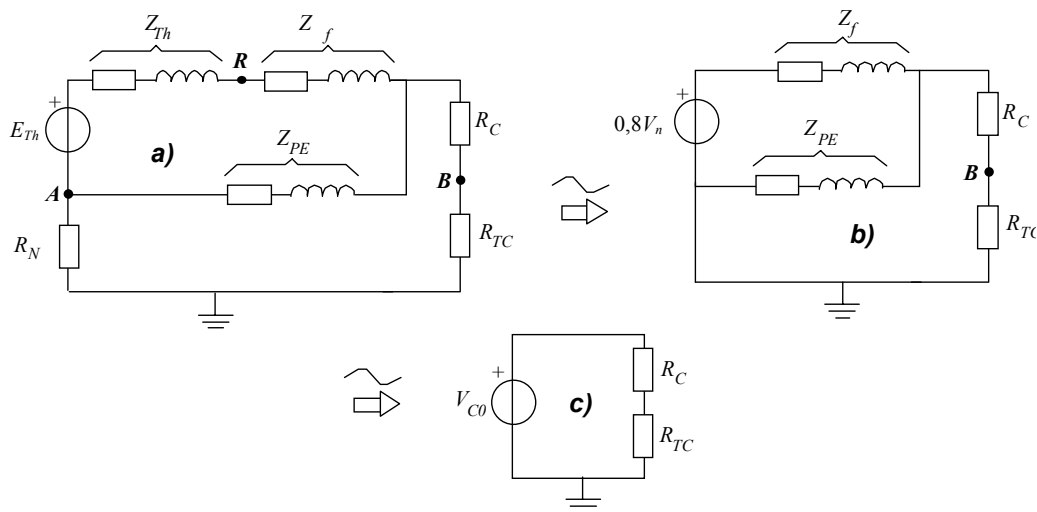 Z_Th
Z_f
R
+
E_Th
a)
Z_PE
R_C
A
B
R_N
R_TC
Z_f
+
0,8V_n
Z_PE
R_C
B
b)
R_TC
+
V_C0
c)
R_C
R_TC